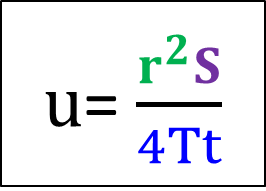 u= r²S / 4Tt